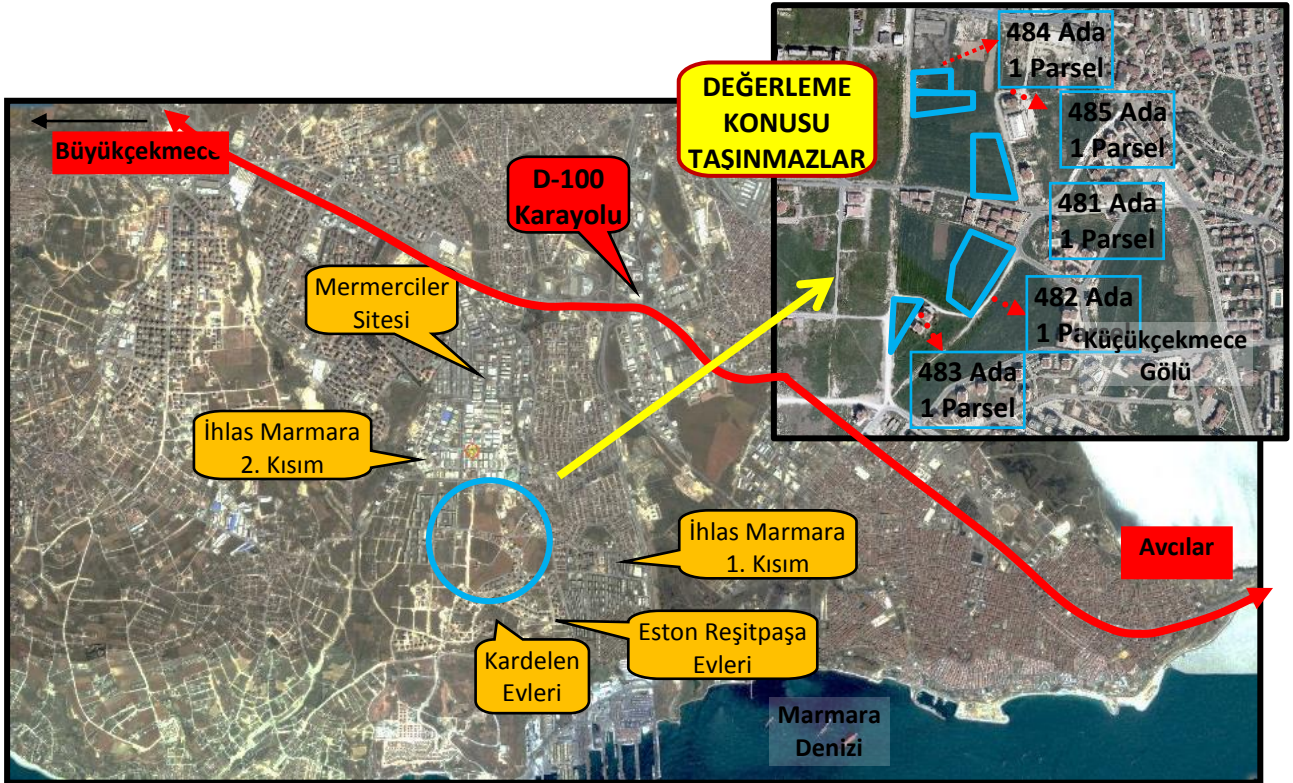 484 Ada
1 Parsel
DEĞERLEME
KONUSU
TAŞINMAZLAR
485 Ada
1 Parsel
Büyükçekmece
D-100
Karayolu
481 Ada
1 Parsel
Mermerciler
Sitesi
482 Ada
1 Parsel
Küçükçekmece
Gölü
483 Ada
1 Parsel
İhlas Marmara
2. Kısım
İhlas Marmara
1. Kısım
Avcılar
Eston Reşitpaşa
Evleri
Kardelen
Evleri
Marmara
Denizi